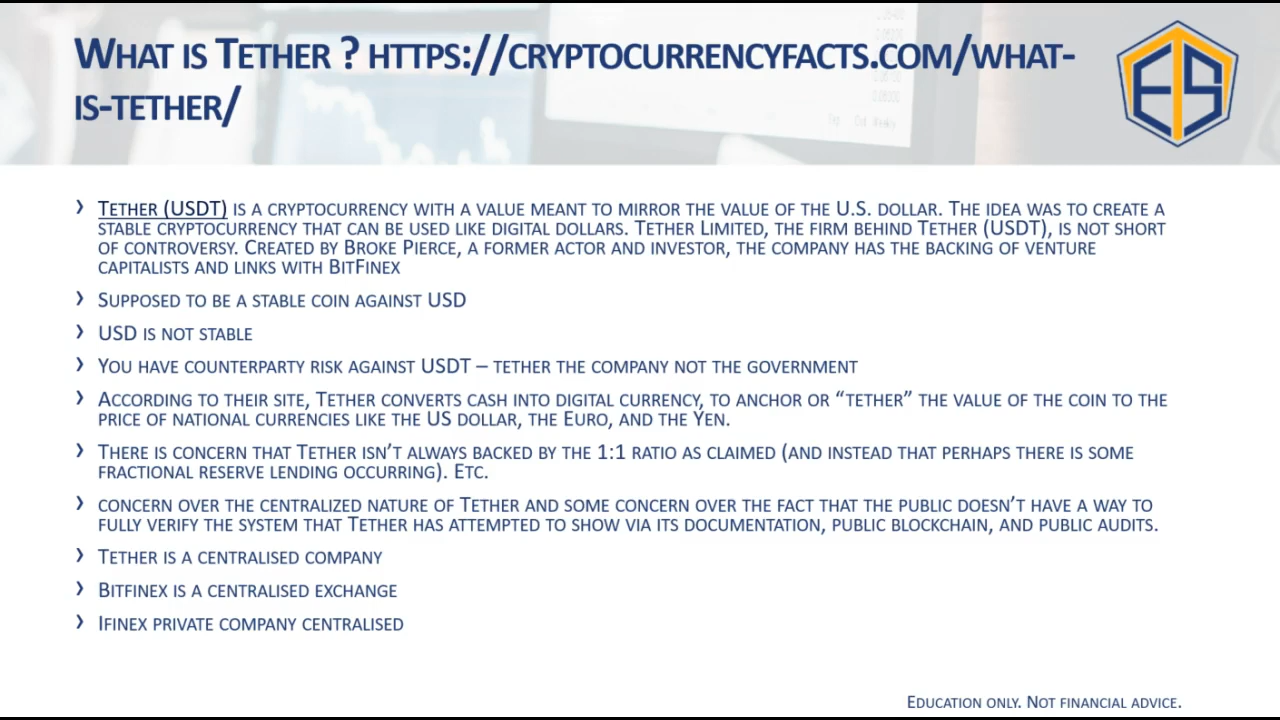 What is Tether ? https://cryptocurrencyfacts.com/what-
is-tether/
› Tether (USDT) is a cryptocurrency with a value meant to mirror the value of the U.S. dollar. The idea was to create a
stable cryptocurrency that can be used like digital dollars. Tether Limited, the firm behind Tether (USDT), is not short
of controversy. Created by Broke Pierce, a former actor and investor, the company has the backing of venture
capitalists and links with BitFinex
› Supposed to be a stable coin against USD
› USD is not stable
› You have counterparty risk against USDT – tether the company not the government
› According to their site, Tether converts cash into digital currency, to anchor or “tether” the value of the coin to the
price of national currencies like the US dollar, the Euro, and the Yen.
› There is concern that Tether isn’t always backed by the 1:1 ratio as claimed (and instead that perhaps there is some
fractional reserve lending occurring). Etc.
› concern over the centralized nature of Tether and some concern over the fact that the public doesn’t have a way to
fully verify the system that Tether has attempted to show via its documentation, public blockchain, and public audits.
› Tether is a centralised company
› Bitfinex is a centralised exchange
› Ifinex private company centralised
Education only. Not financial advice.